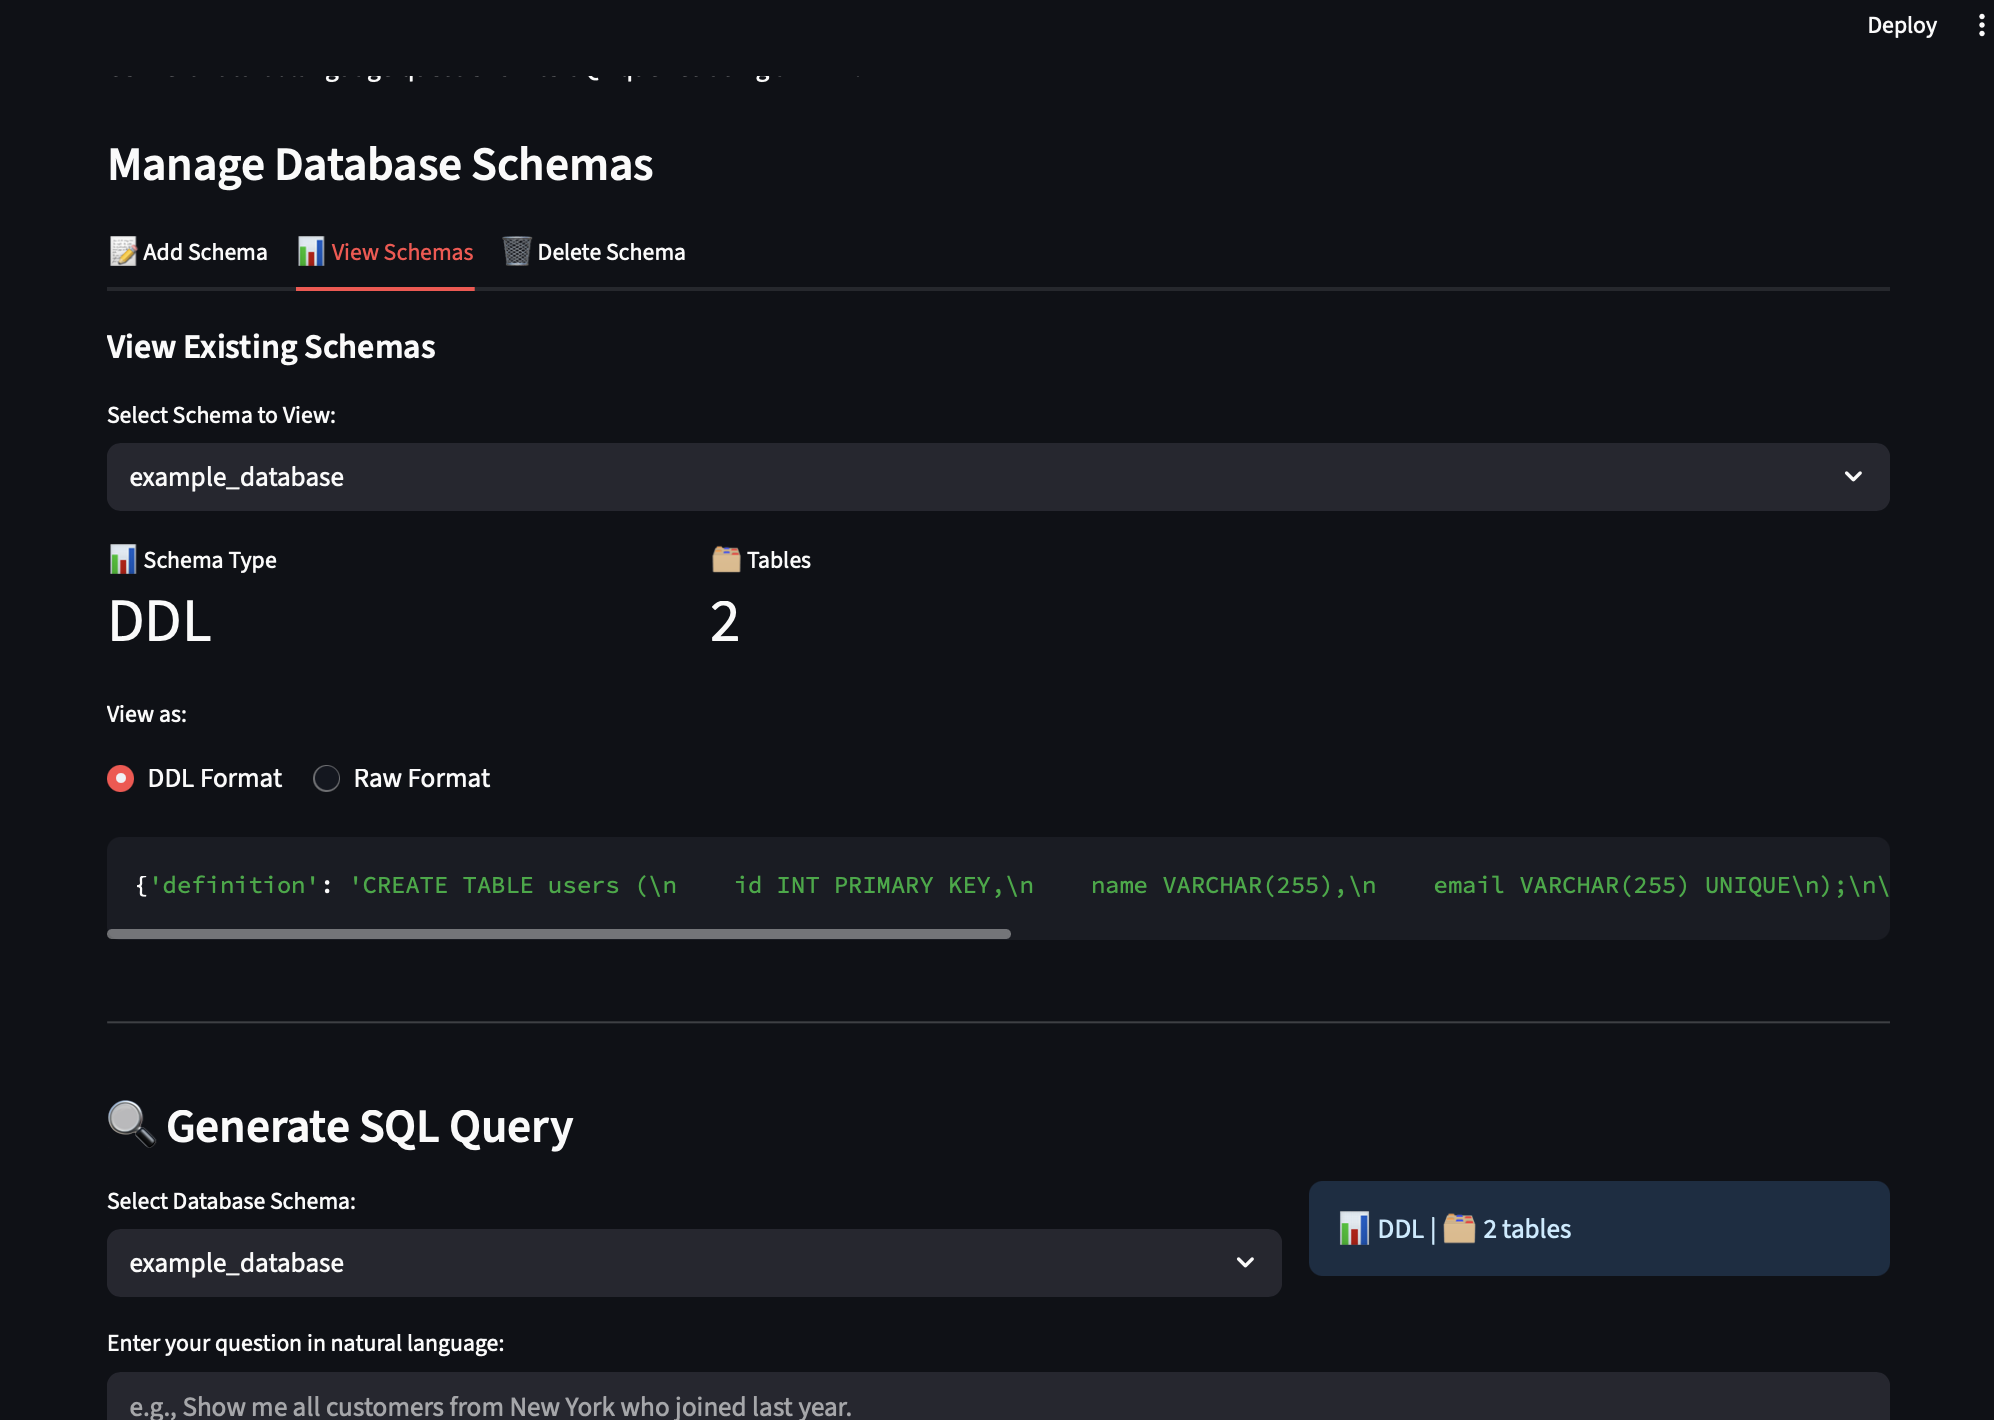 Deploy
Manage Database Schemas
Add Schema View Schemas Delete Schema
View Existing Schemas
Select Schema to View:
example_database
Schema Type Tables
DDL 2
View as:
DDL Format Raw Format
{'definition': 'CREATE TABLE users (\n    id INT PRIMARY KEY,\n    name VARCHAR(255),\n    email VARCHAR(255) UNIQUE\n);\n\
Generate SQL Query
Select Database Schema:
DDL | 2 tables
example_database
Enter your question in natural language:
e.g., Show me all customers from New York who joined last year.